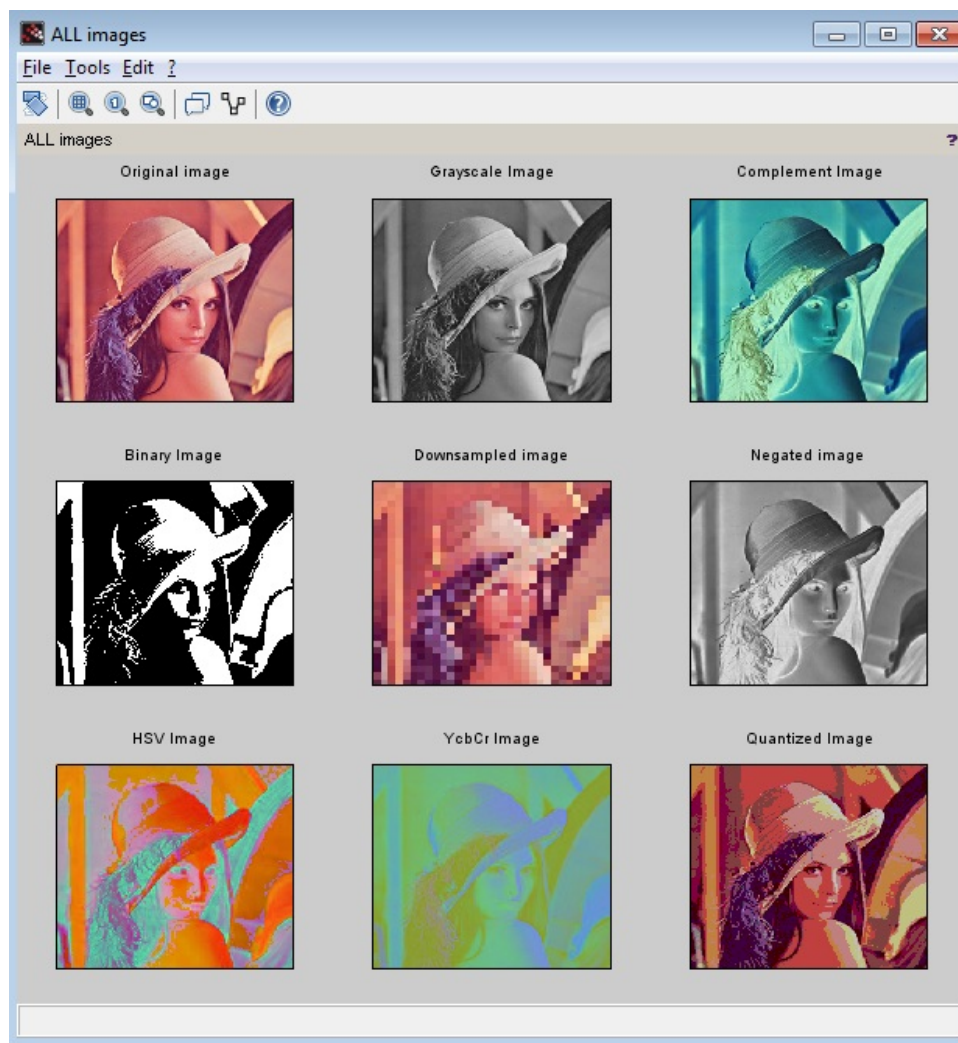 ALL images
File Tools Edit ?
ALL images ?
Original image Grayscale Image Complement Image
Binary Image Downsampled image Negated image
HSV Image YcbCr Image Quantized Image